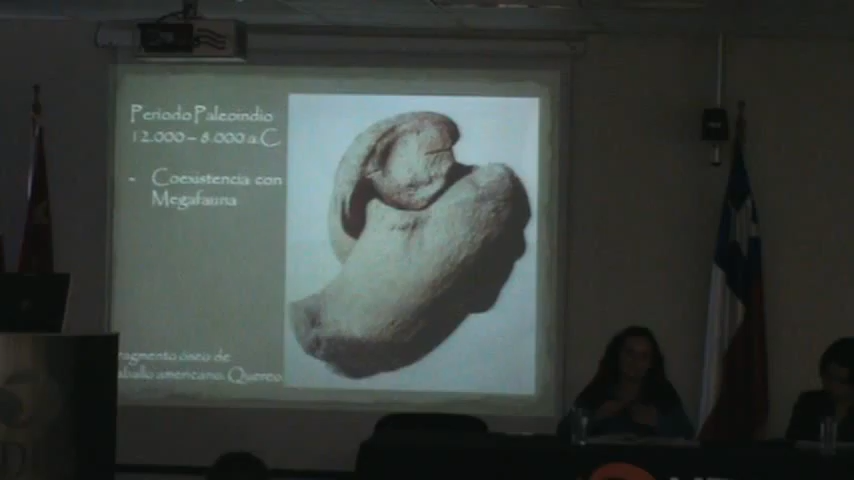 Periodo Paleoindio
12.000 – 8.000 a.C
- Coexistencia con
Megafauna
ragmento óseo de
aballo americano. Quereo